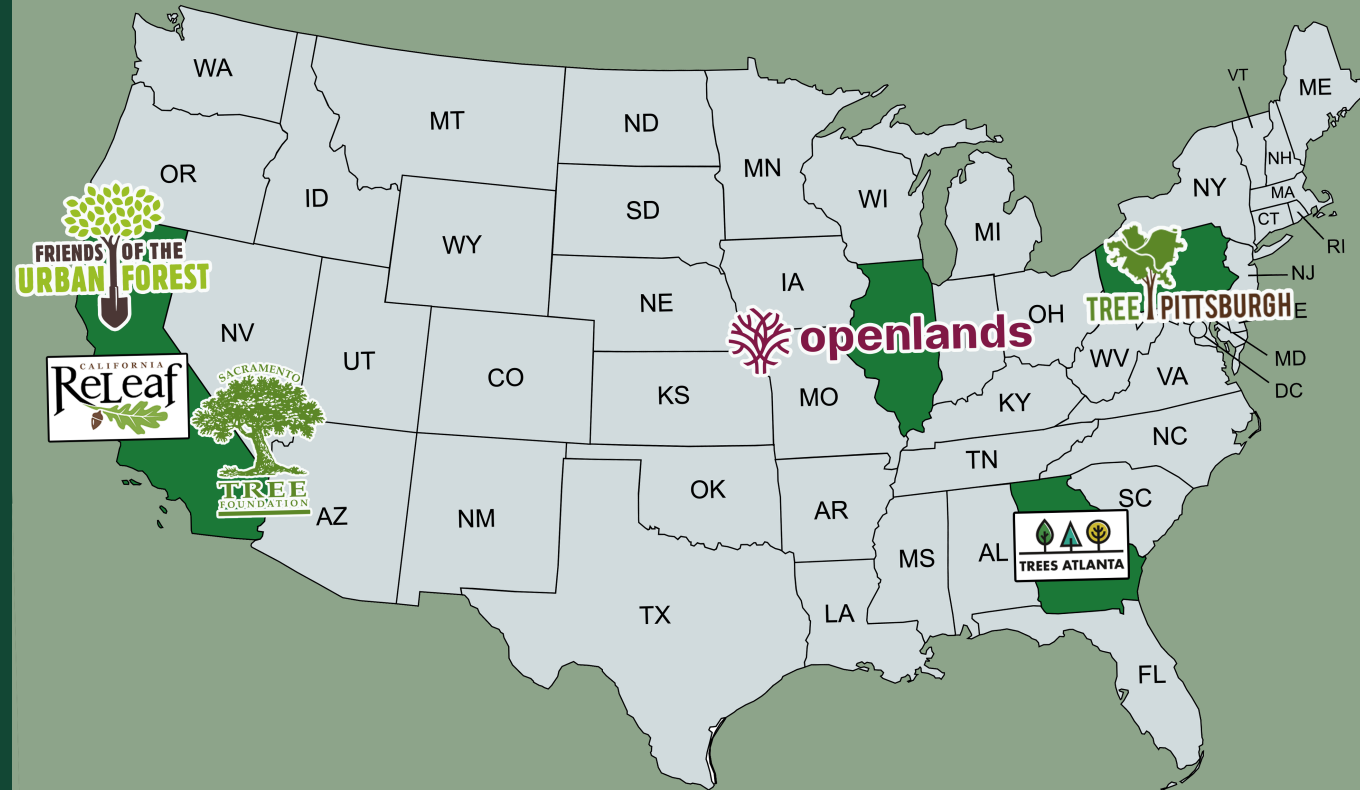 WA
MT
ND
MN
VT
ME
OR
ID
SD
WI
NH
NY
MA
CT
MI
RI
WY
FRIENDS OF THE
URBAN FOREST
NJ
IA
NE
TREE PITTSBURGH
E
OH
openlands
NV
UT
CO
WV
MD
DC
VA
KS
MO
KY
CALIFORNIA
ReLeaf
SACRAMENTO
TREE
FOUNDATION
NC
TN
OK
AR
SC
AZ
NM
MS
AL
TREES ATLANTA
TX
LA
FL